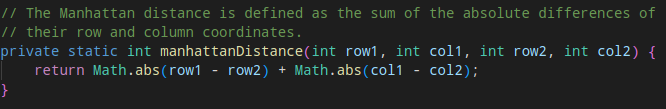 // The Manhattan distance is defined as the sum of the absolute differences of
// their row and column coordinates.
private static int manhattanDistance(int row1, int col1, int row2, int col2) {
    return Math.abs(row1 - row2) + Math.abs(col1 - col2);
}